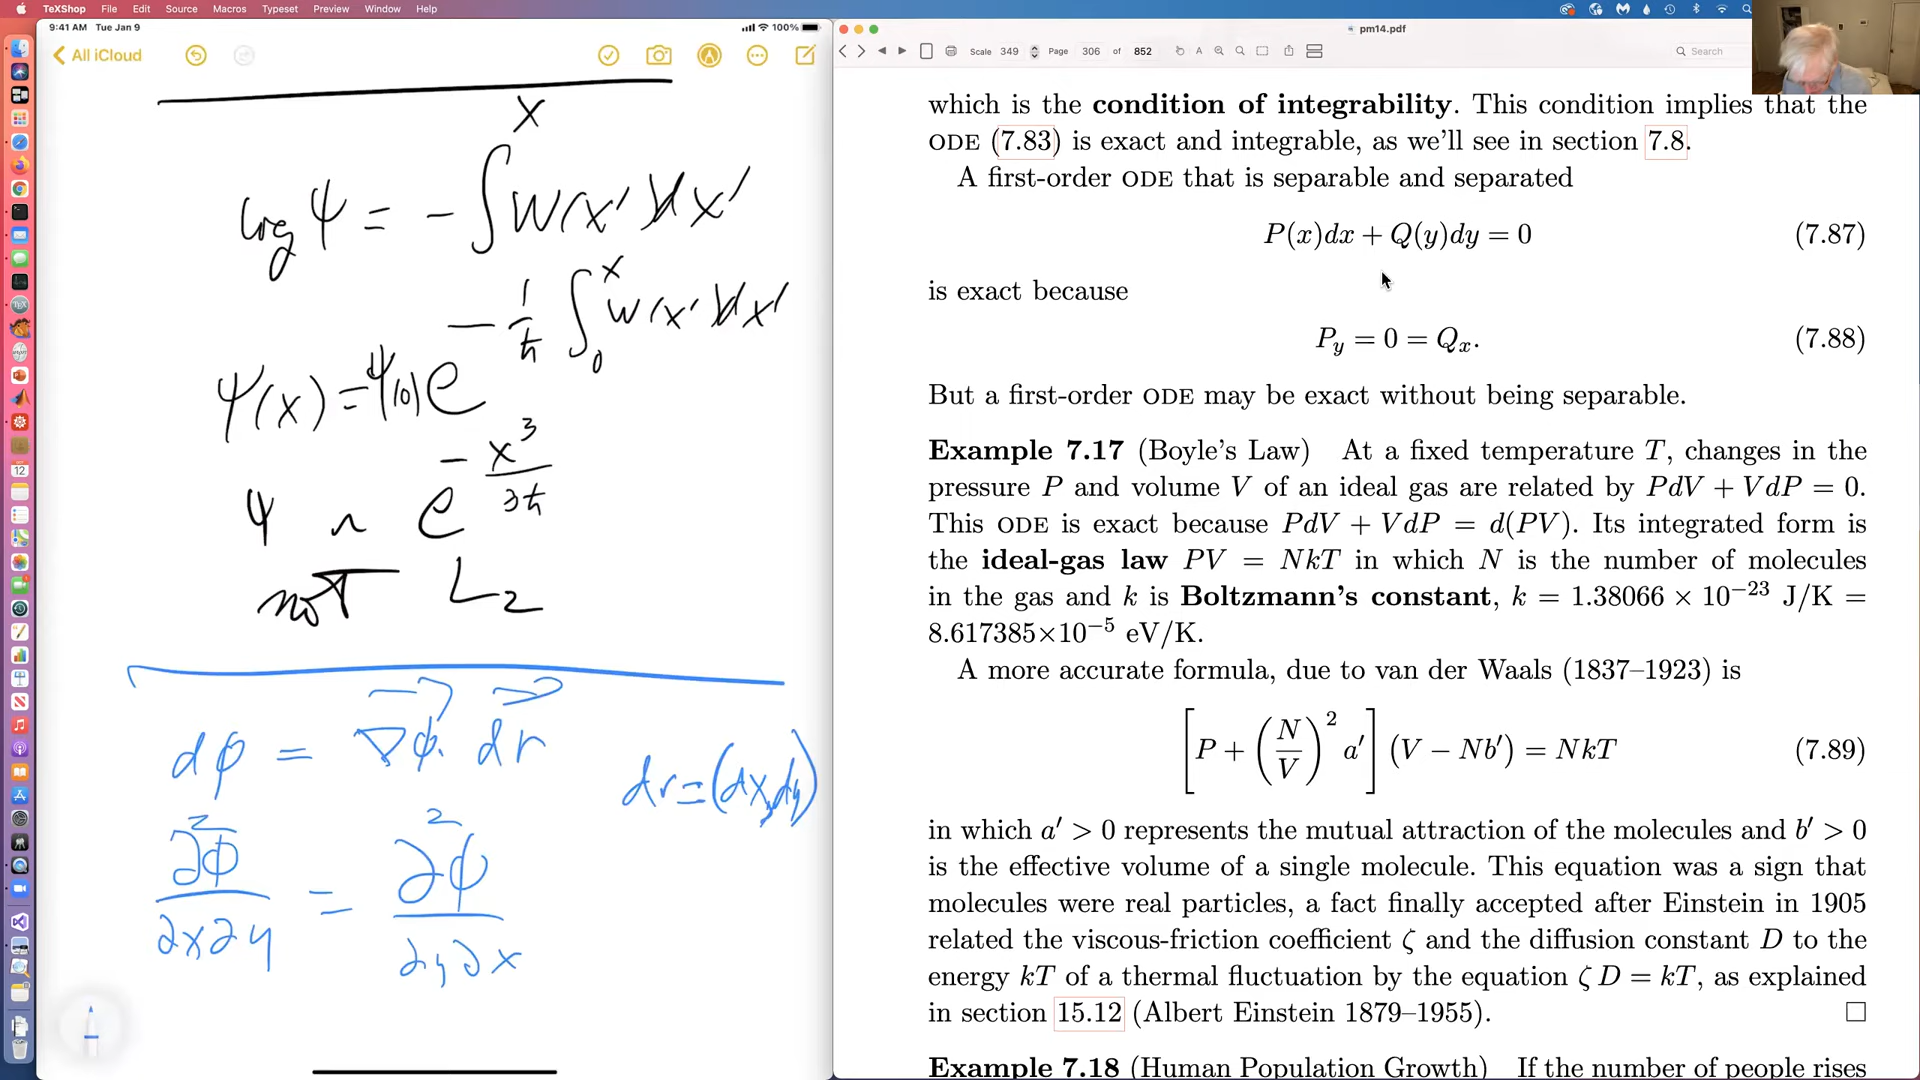 TeXShop File Edit Source Macros Typeset Preview Window Help
9:41 AM Tue Jan 9
100%
All iCloud
X
log ψ = - ∫ W(x')dx'
ψ(x) = ψ(0) e^{-\frac{1}{ħ} ∫_0^x W(x')dx'}
ψ ~ e^{-\frac{x^3}{3ħ}}
not L_2
dφ = ∇φ · dr
dr = (dx, dy)
∂²φ/∂x∂y = ∂²φ/∂y∂x
pm14.pdf
Scale 349 Page 306 of 852
Search
which is the condition of integrability. This condition implies that the
ODE (7.83) is exact and integrable, as we'll see in section 7.8.
A first-order ODE that is separable and separated
P(x)dx + Q(y)dy = 0 (7.87)
is exact because
P_y = 0 = Q_x. (7.88)
But a first-order ODE may be exact without being separable.
Example 7.17 (Boyle's Law) At a fixed temperature T, changes in the
pressure P and volume V of an ideal gas are related by PdV + VdP = 0.
This ODE is exact because PdV + VdP = d(PV). Its integrated form is
the ideal-gas law PV = NkT in which N is the number of molecules
in the gas and k is Boltzmann's constant, k = 1.38066 × 10⁻²³ J/K =
8.617385×10⁻⁵ eV/K.
A more accurate formula, due to van der Waals (1837–1923) is
[P + (N/V)² a′] (V − Nb′) = NkT (7.89)
in which a′ > 0 represents the mutual attraction of the molecules and b′ > 0
is the effective volume of a single molecule. This equation was a sign that
molecules were real particles, a fact finally accepted after Einstein in 1905
related the viscous-friction coefficient ζ and the diffusion constant D to the
energy kT of a thermal fluctuation by the equation ζ D = kT, as explained
in section 15.12 (Albert Einstein 1879–1955). □
Example 7.18 (Human Population Growth) If the number of people rises